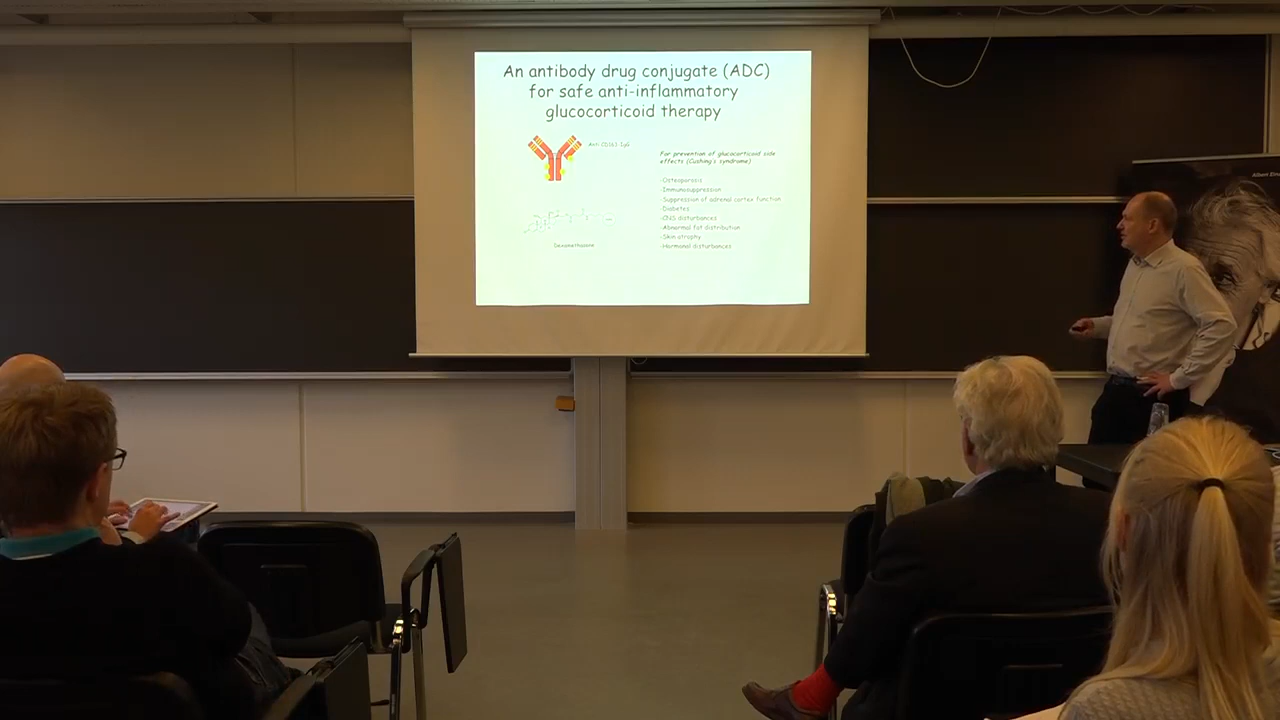 An antibody drug conjugate (ADC)
for safe anti-inflammatory
glucocorticoid therapy
Anti CD163 IgG
For prevention of glucocorticoid side
effects (Cushing's syndrome)
-Osteoporosis
-Immunosuppression
-Suppression of adrenal cortex function
-Diabetes
-CNS disturbances
-Abnormal fat distribution
-Skin atrophy
-Hormonal disturbances
Dexamethasone
Albert